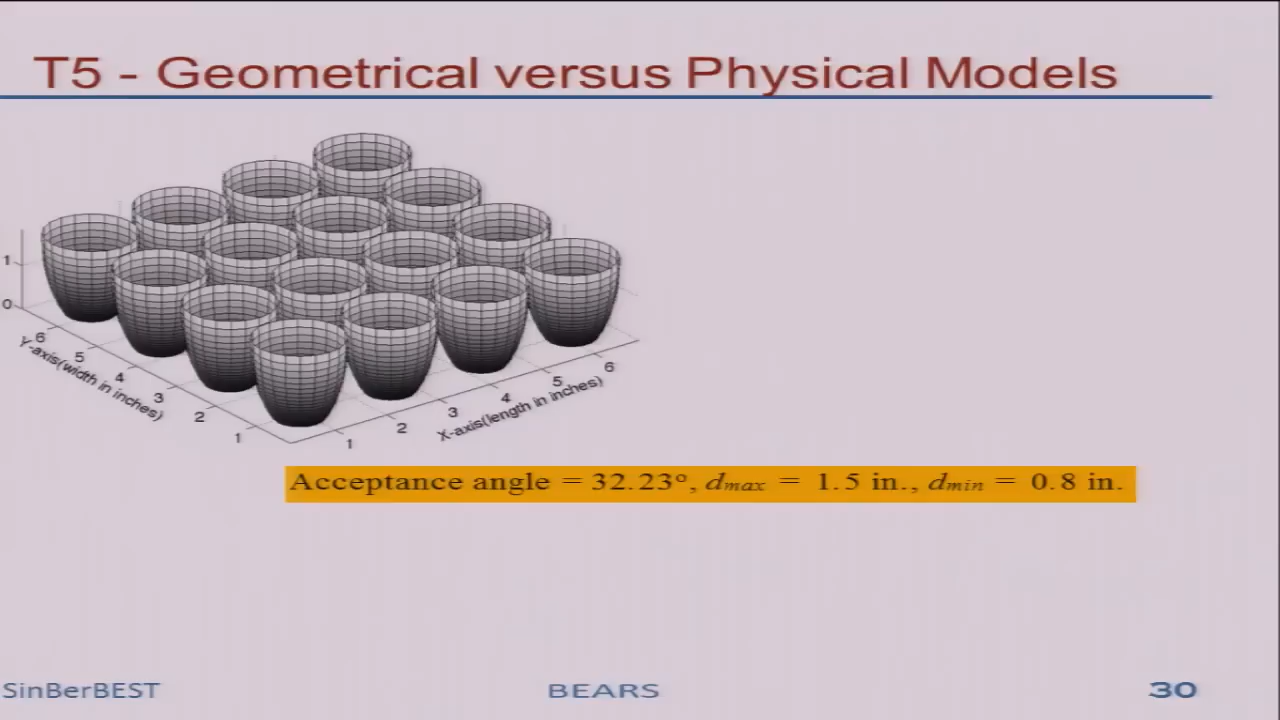 T5 - Geometrical versus Physical Models
1
0
6
5
4
3
2
1
Y-axis(width in inches)
1
2
3
4
5
6
X-axis(length in inches)
Acceptance angle = 32.23°, dmax = 1.5 in., dmin = 0.8 in.
SinBerBEST
BEARS
30